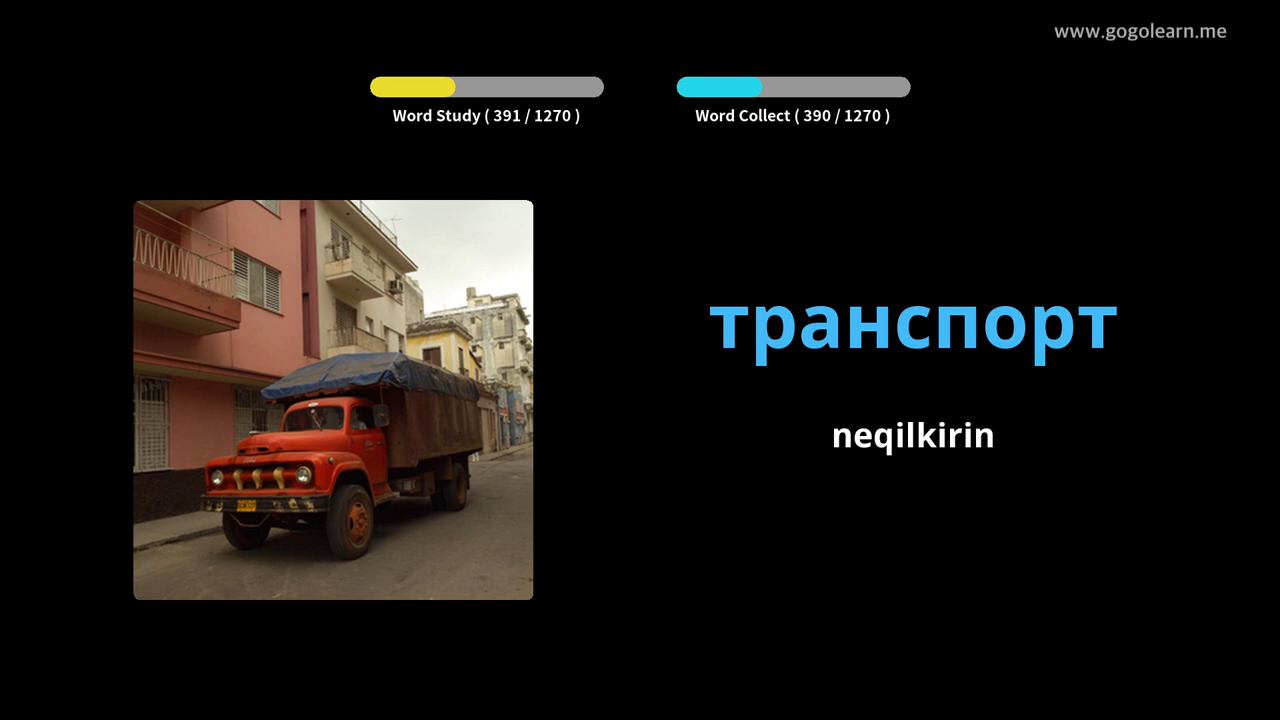 www.gogolearn.me
Word Study ( 391 / 1270 )
Word Collect ( 390 / 1270 )
транспорт
neqilkirin